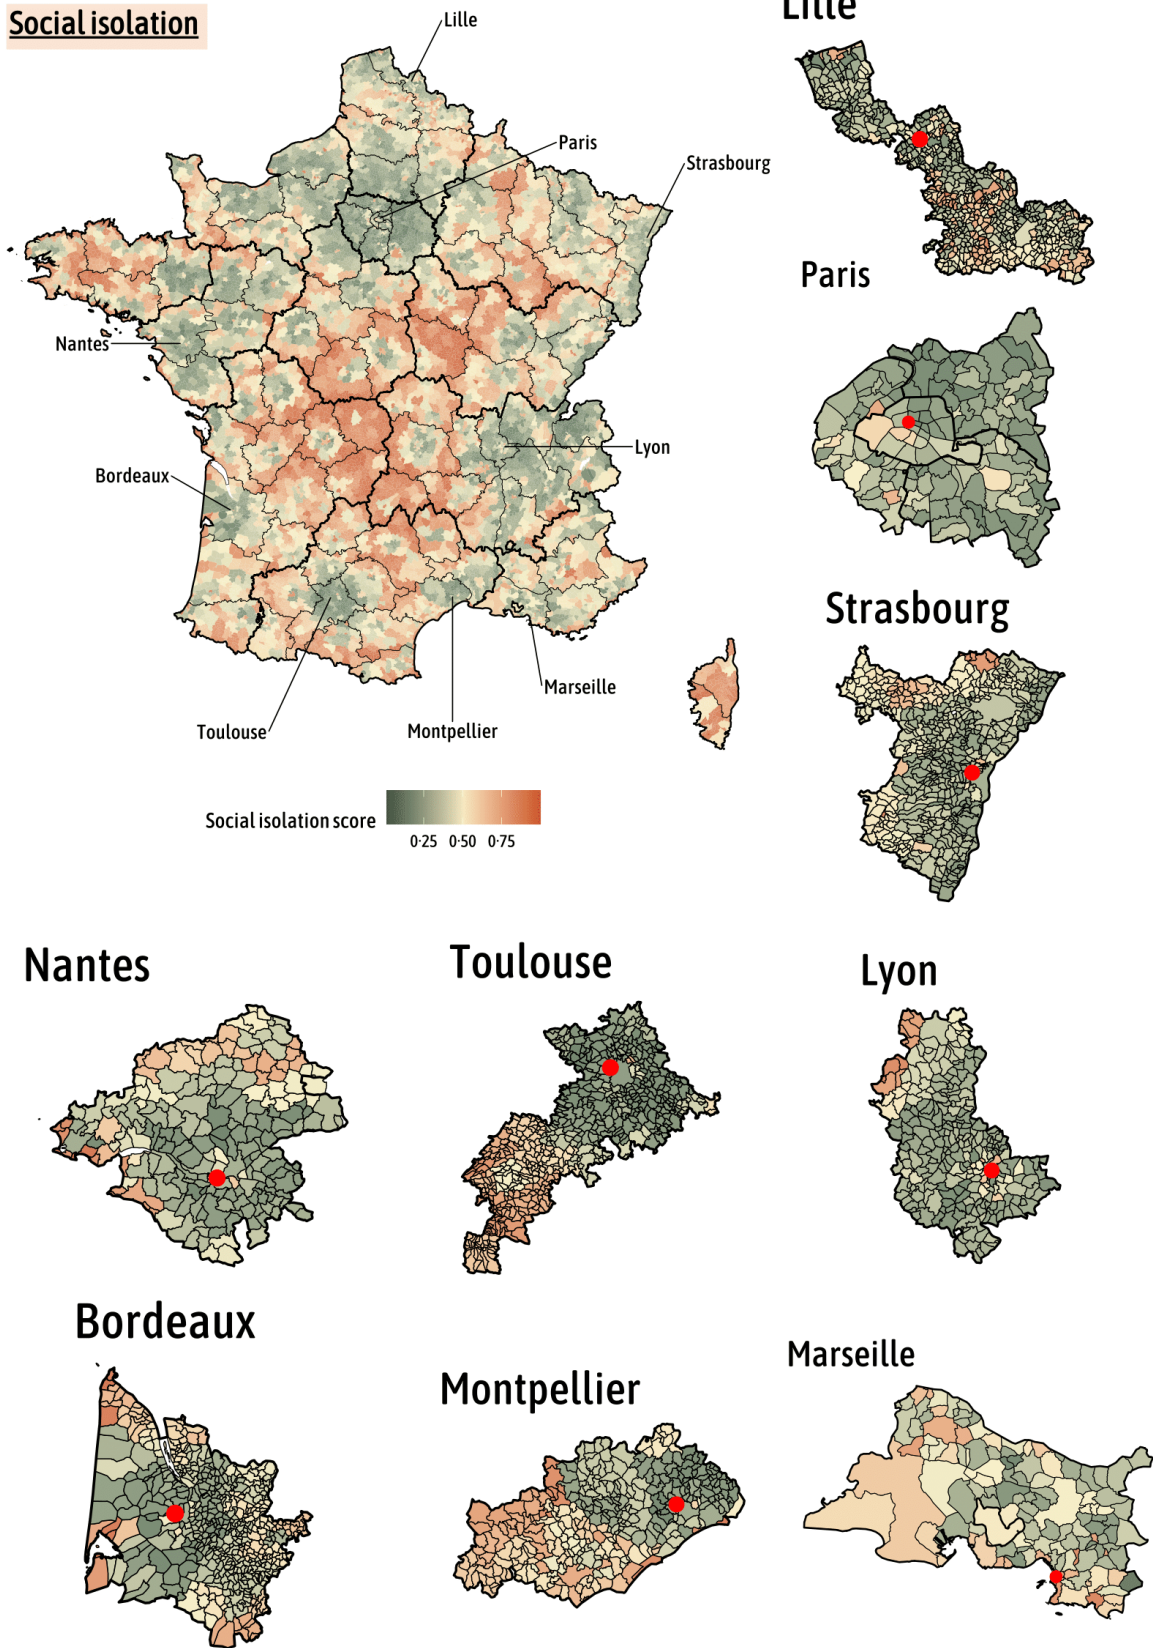 Social isolation
Lille
Lille
Paris
Strasbourg
Paris
Nantes
Lyon
Bordeaux
Strasbourg
Marseille
Toulouse
Montpellier
Social isolation score
0·25 0·50 0·75
Nantes
Toulouse
Lyon
Bordeaux
Marseille
Montpellier